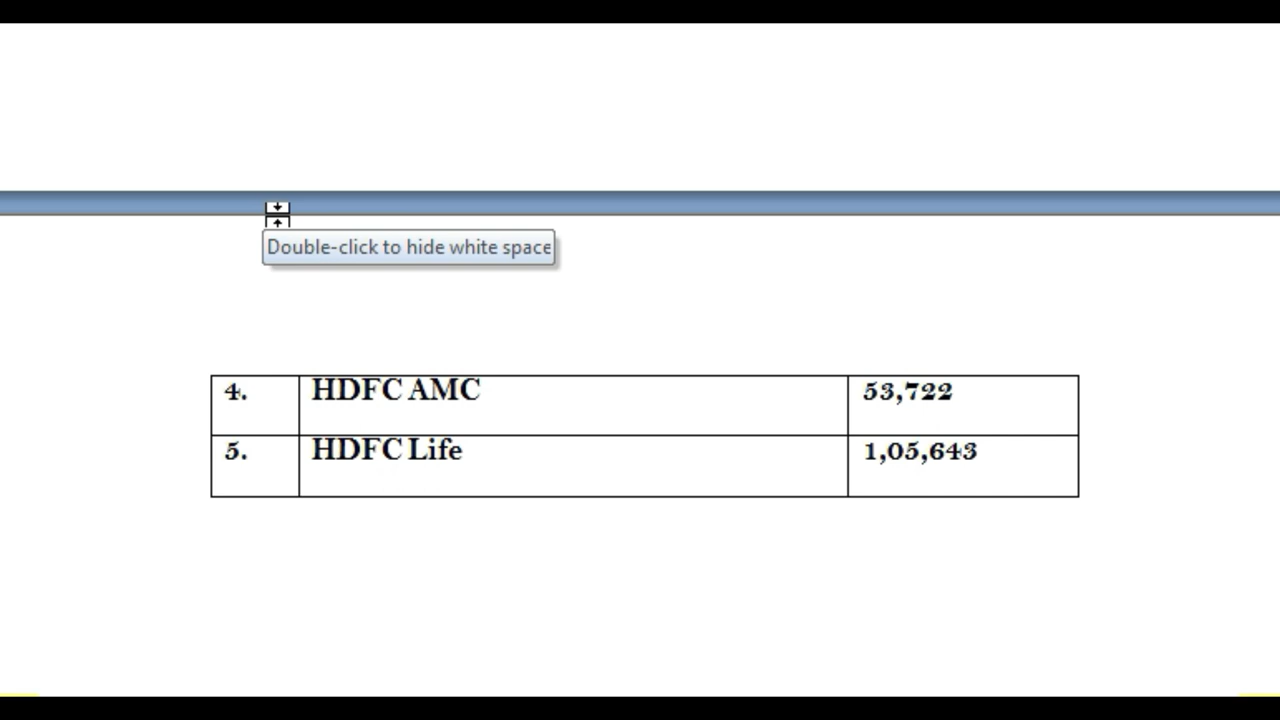 Double-click to hide white space
4. HDFC AMC 53,722
5. HDFC Life 1,05,643